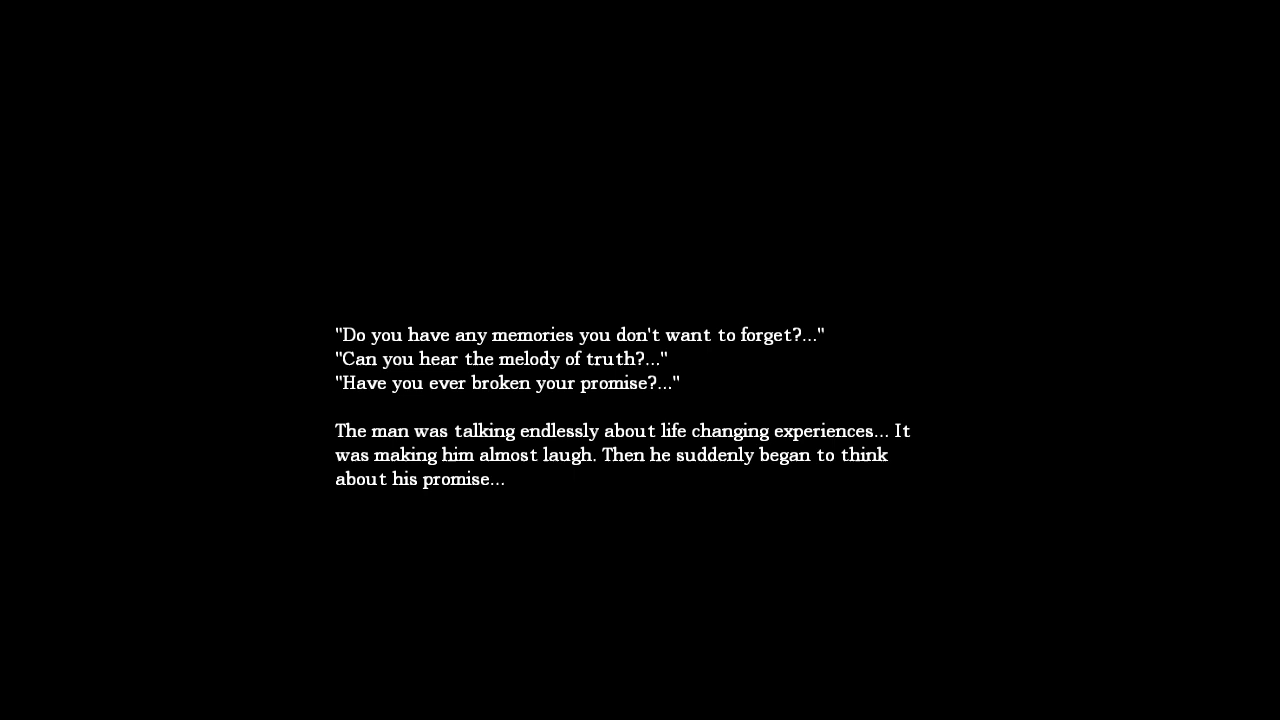 "Do you have any memories you don't want to forget?..."
"Can you hear the melody of truth?..."
"Have you ever broken your promise?..."
The man was talking endlessly about life changing experiences... It
was making him almost laugh. Then he suddenly began to think
about his promise...